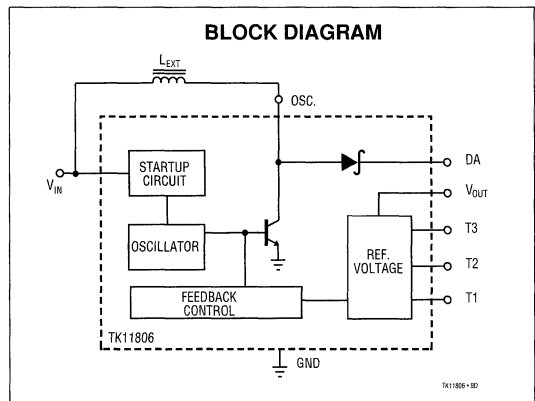 BLOCK DIAGRAM
LEXT
OSC.
STARTUP
CIRCUIT
DA
VIN
VOUT
OSCILLATOR
REF.
VOLTAGE
T3
T2
FEEDBACK
CONTROL
T1
TK11806
GND
TK11806 • BD